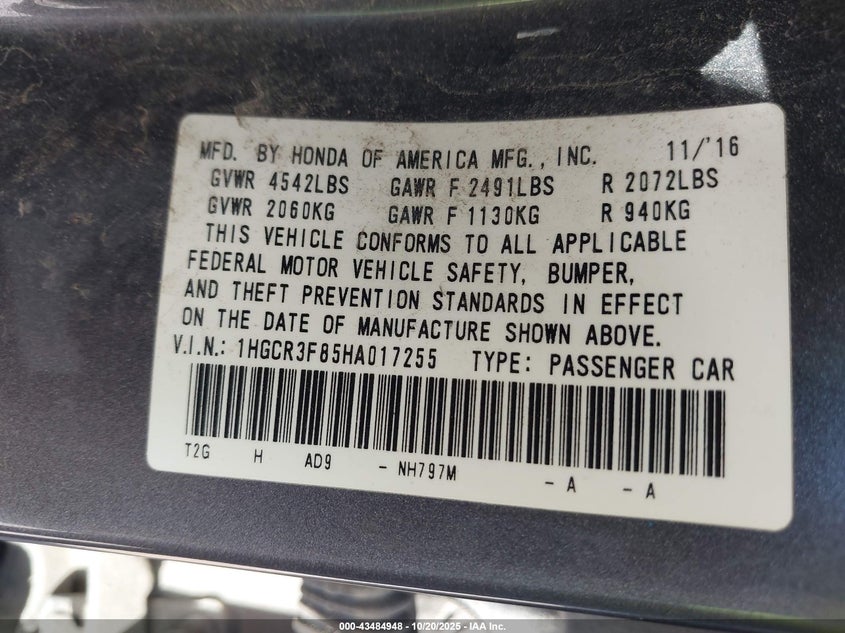 MFD. BY HONDA OF AMERICA MFG., INC. 11/'16
GVWR 4542LBS GAWR F 2491LBS R 2072LBS
GVWR 2060KG GAWR F 1130KG R 940KG
THIS VEHICLE CONFORMS TO ALL APPLICABLE
FEDERAL MOTOR VEHICLE SAFETY, BUMPER,
AND THEFT PREVENTION STANDARDS IN EFFECT
ON THE DATE OF MANUFACTURE SHOWN ABOVE.
V.I.N.: 1HGCR3F85HA017255 TYPE: PASSENGER CAR
T2G H AD9 - NH797M - A - A
000-43484948 - 10/20/2025 - IAA Inc.